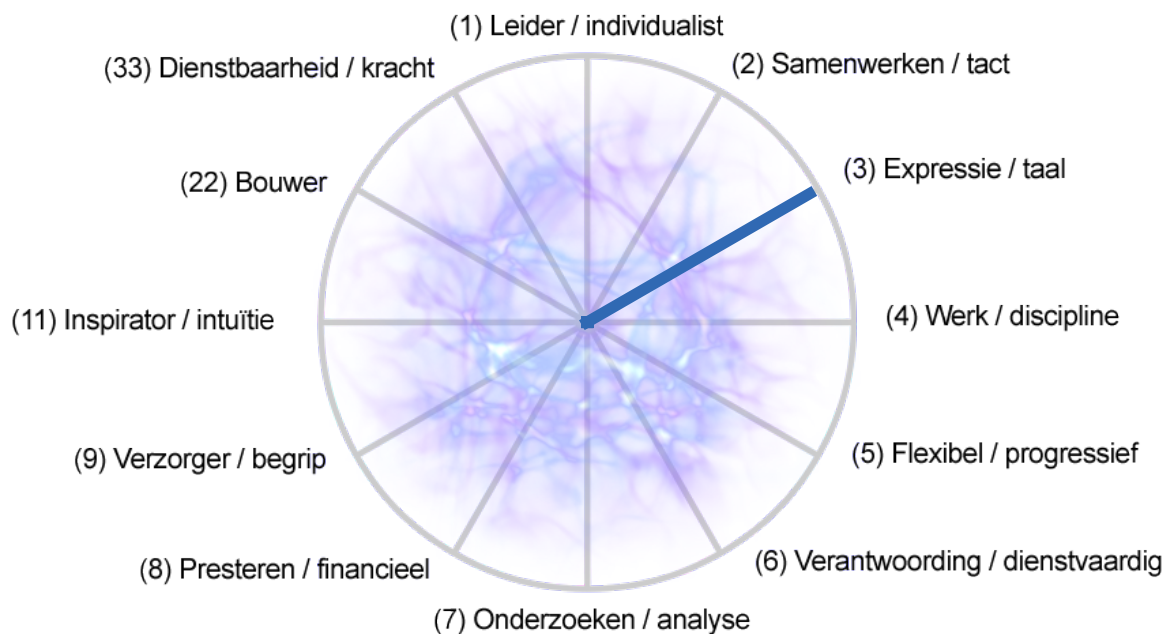 (1) Leider / individualist
(2) Samenwerken / tact
(33) Dienstbaarheid / kracht
(3) Expressie / taal
(22) Bouwer
(4) Werk / discipline
(11) Inspirator / intuïtie
(5) Flexibel / progressief
(9) Verzorger / begrip
(6) Verantwoording / dienstvaardig
(8) Presteren / financieel
(7) Onderzoeken / analyse